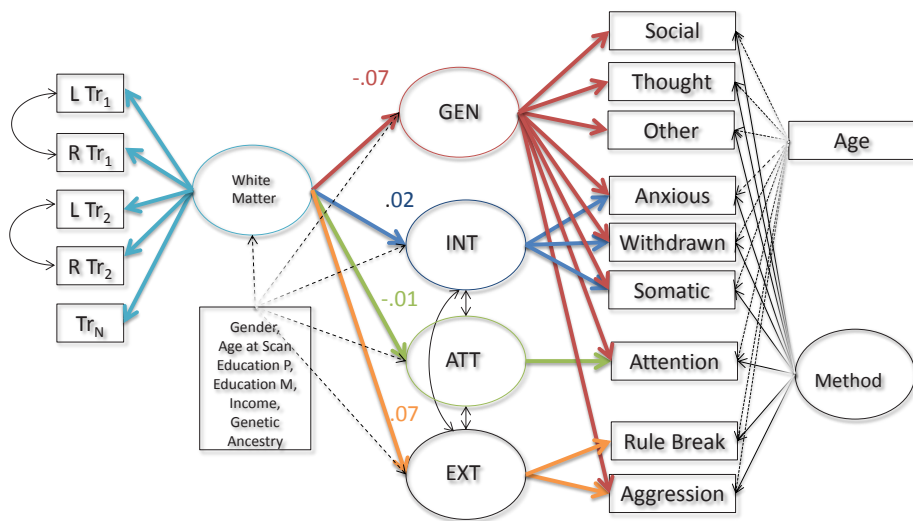 Social
-.07
Thought
L Tr1
GEN
Other
Age
R Tr1
White
Matter
.02
Anxious
L Tr2
INT
Withdrawn
R Tr2
Somatic
-.01
TrN
Gender,
Age at Scan
Education P,
Education M,
Income,
Genetic
Ancestry
ATT
Attention
Method
.07
Rule Break
EXT
Aggression